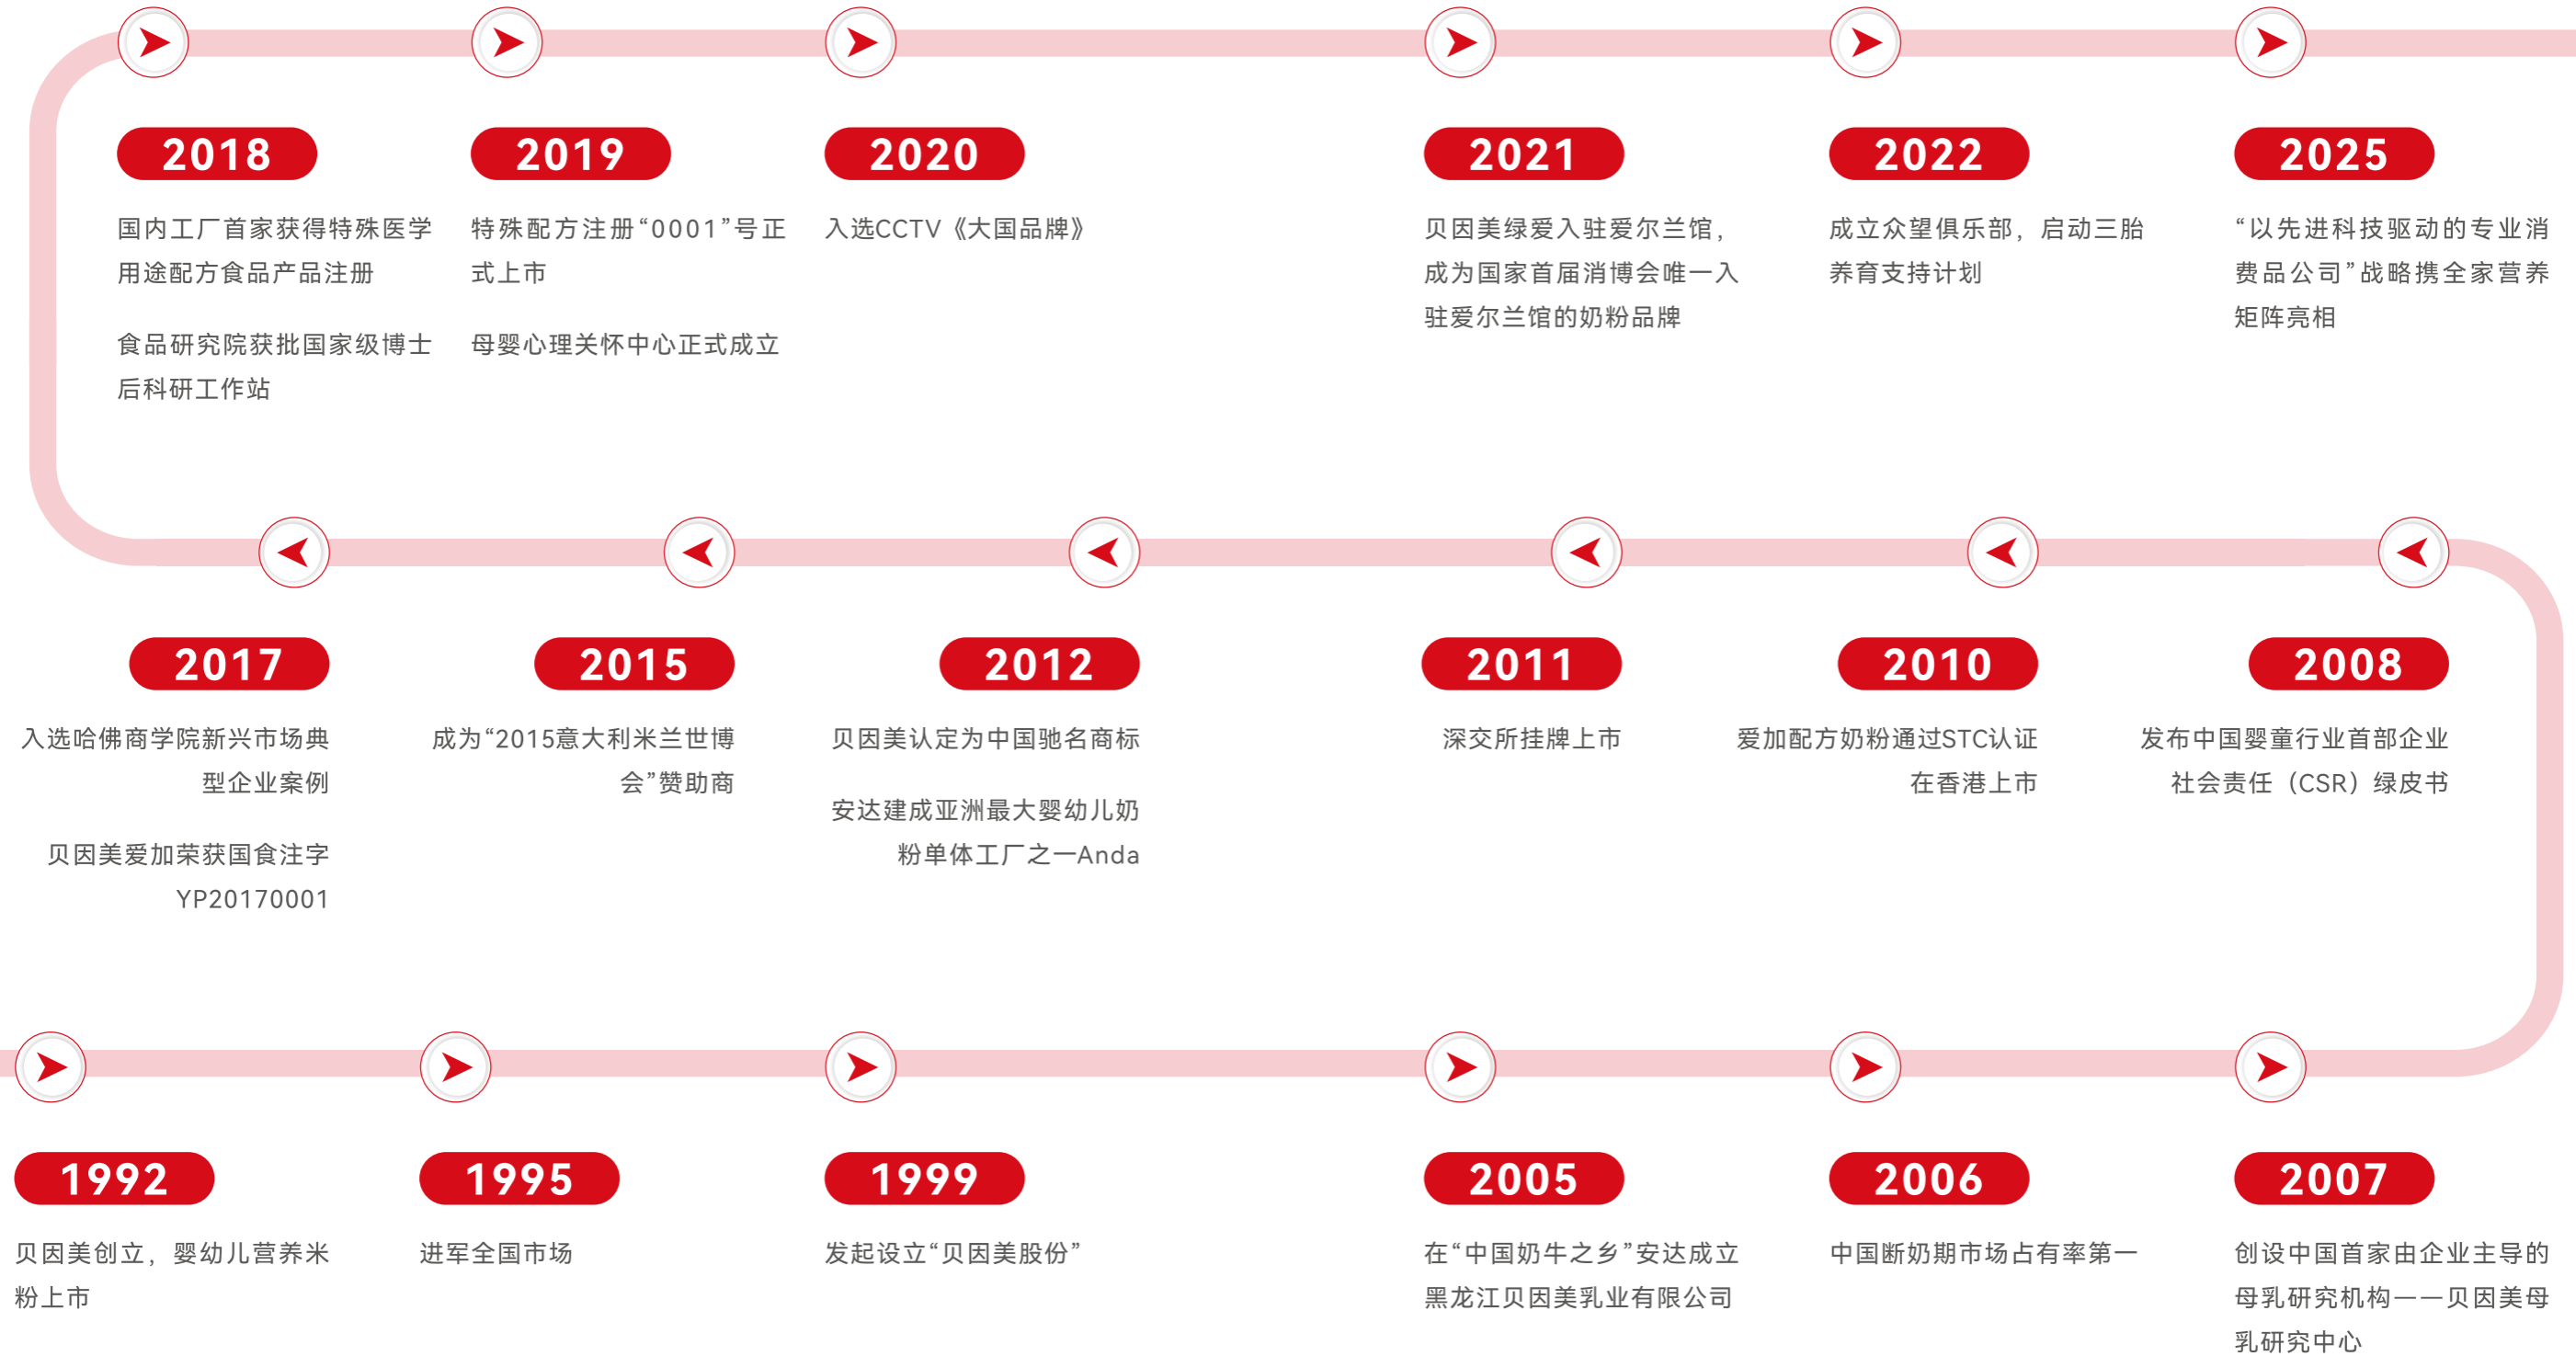 2018
国内工厂首家获得特殊医学
用途配方食品产品注册
食品研究院获批国家级博士
后科研工作站
2019
特殊配方注册“0001”号正
式上市
母婴心理关怀中心正式成立
2020
入选CCTV《大国品牌》
2021
贝因美绿爱入驻爱尔兰馆，
成为国家首届消博会唯一入
驻爱尔兰馆的奶粉品牌
2022
成立众望俱乐部，启动三胎
养育支持计划
2025
“以先进科技驱动的专业消
费品公司”战略携全家营养
矩阵亮相
2017
入选哈佛商学院新兴市场典
型企业案例
贝因美爱加荣获国食注字
YP20170001
2015
成为“2015意大利米兰世博
会”赞助商
2012
贝因美认定为中国驰名商标
安达建成亚洲最大婴幼儿奶
粉单体工厂之一Anda
2011
深交所挂牌上市
2010
爱加配方奶粉通过STC认证
在香港上市
2008
发布中国婴童行业首部企业
社会责任（CSR）绿皮书
1992
贝因美创立，婴幼儿营养米
粉上市
1995
进军全国市场
1999
发起设立“贝因美股份”
2005
在“中国奶牛之乡”安达成立
黑龙江贝因美乳业有限公司
2006
中国断奶期市场占有率第一
2007
创设中国首家由企业主导的
母乳研究机构——贝因美母
乳研究中心